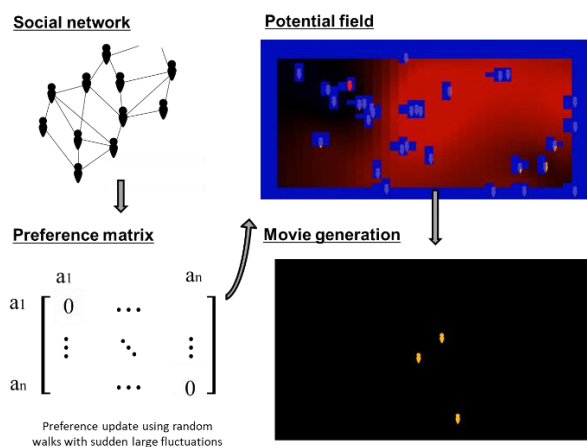 Social network
Potential field
Preference matrix
Movie generation
a1 an
a1 0 ...
⋮ ⋱ ⋮
an ... 0
Preference update using random
walks with sudden large fluctuations